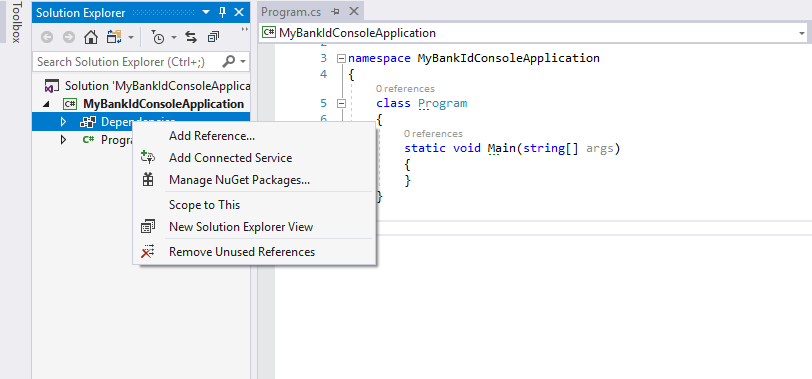 Toolbox
Solution Explorer
Search Solution Explorer (Ctrl+;)
Solution 'MyBankIdConsoleApplica
C# MyBankIdConsoleApplication
Dependencies
C# Progra
Add Reference...
Add Connected Service
Manage NuGet Packages...
Scope to This
New Solution Explorer View
Remove Unused References
Program.cs
C# MyBankIdConsoleApplication
2
3 namespace MyBankIdConsoleApplication
4 {
0 references
5 class Program
6 {
0 references
static void Main(string[] args)
{
}
}